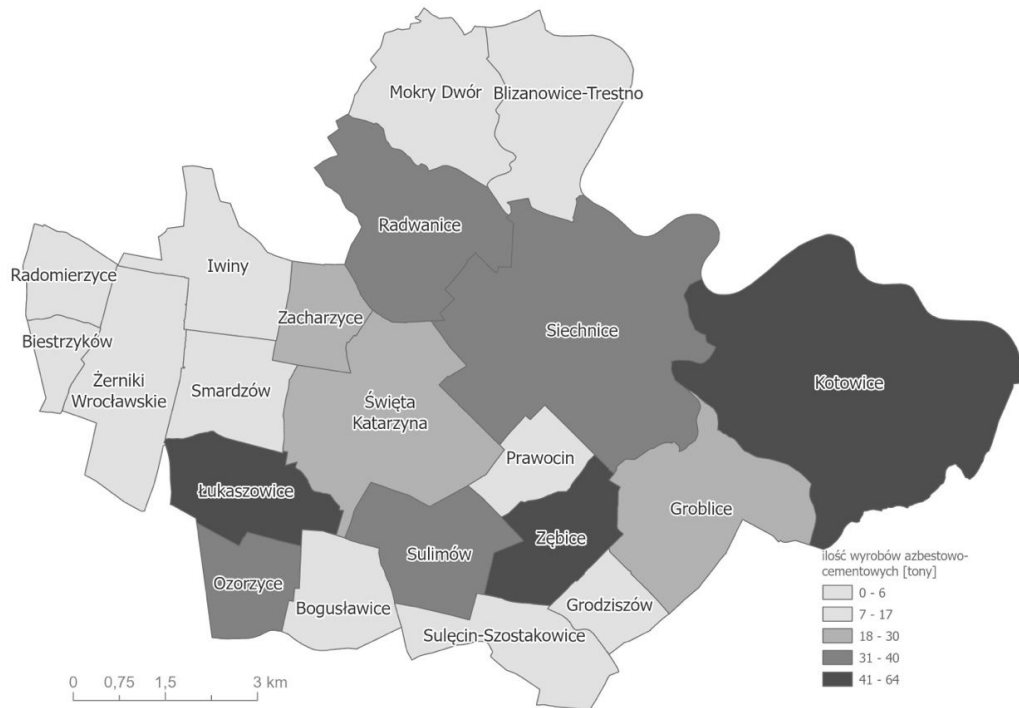 Mokry Dwór
Blizanowice-Trestno
Radwanice
Iwiny
Radomierzyce
Zacharzyce
Siechnice
Biestrzyków
Żerniki
Wrocławskie
Smardzów
Święta
Katarzyna
Kotowice
Prawocin
Łukaszowice
Groblice
Zębice
Sulimów
Ozorzyce
Bogusławice
Grodziszów
Sulęcin-Szostakowice
ilość wyrobów azbestowo-
cementowych [tony]
0 - 6
7 - 17
18 - 30
31 - 40
41 - 64
0 0,75 1,5 3 km